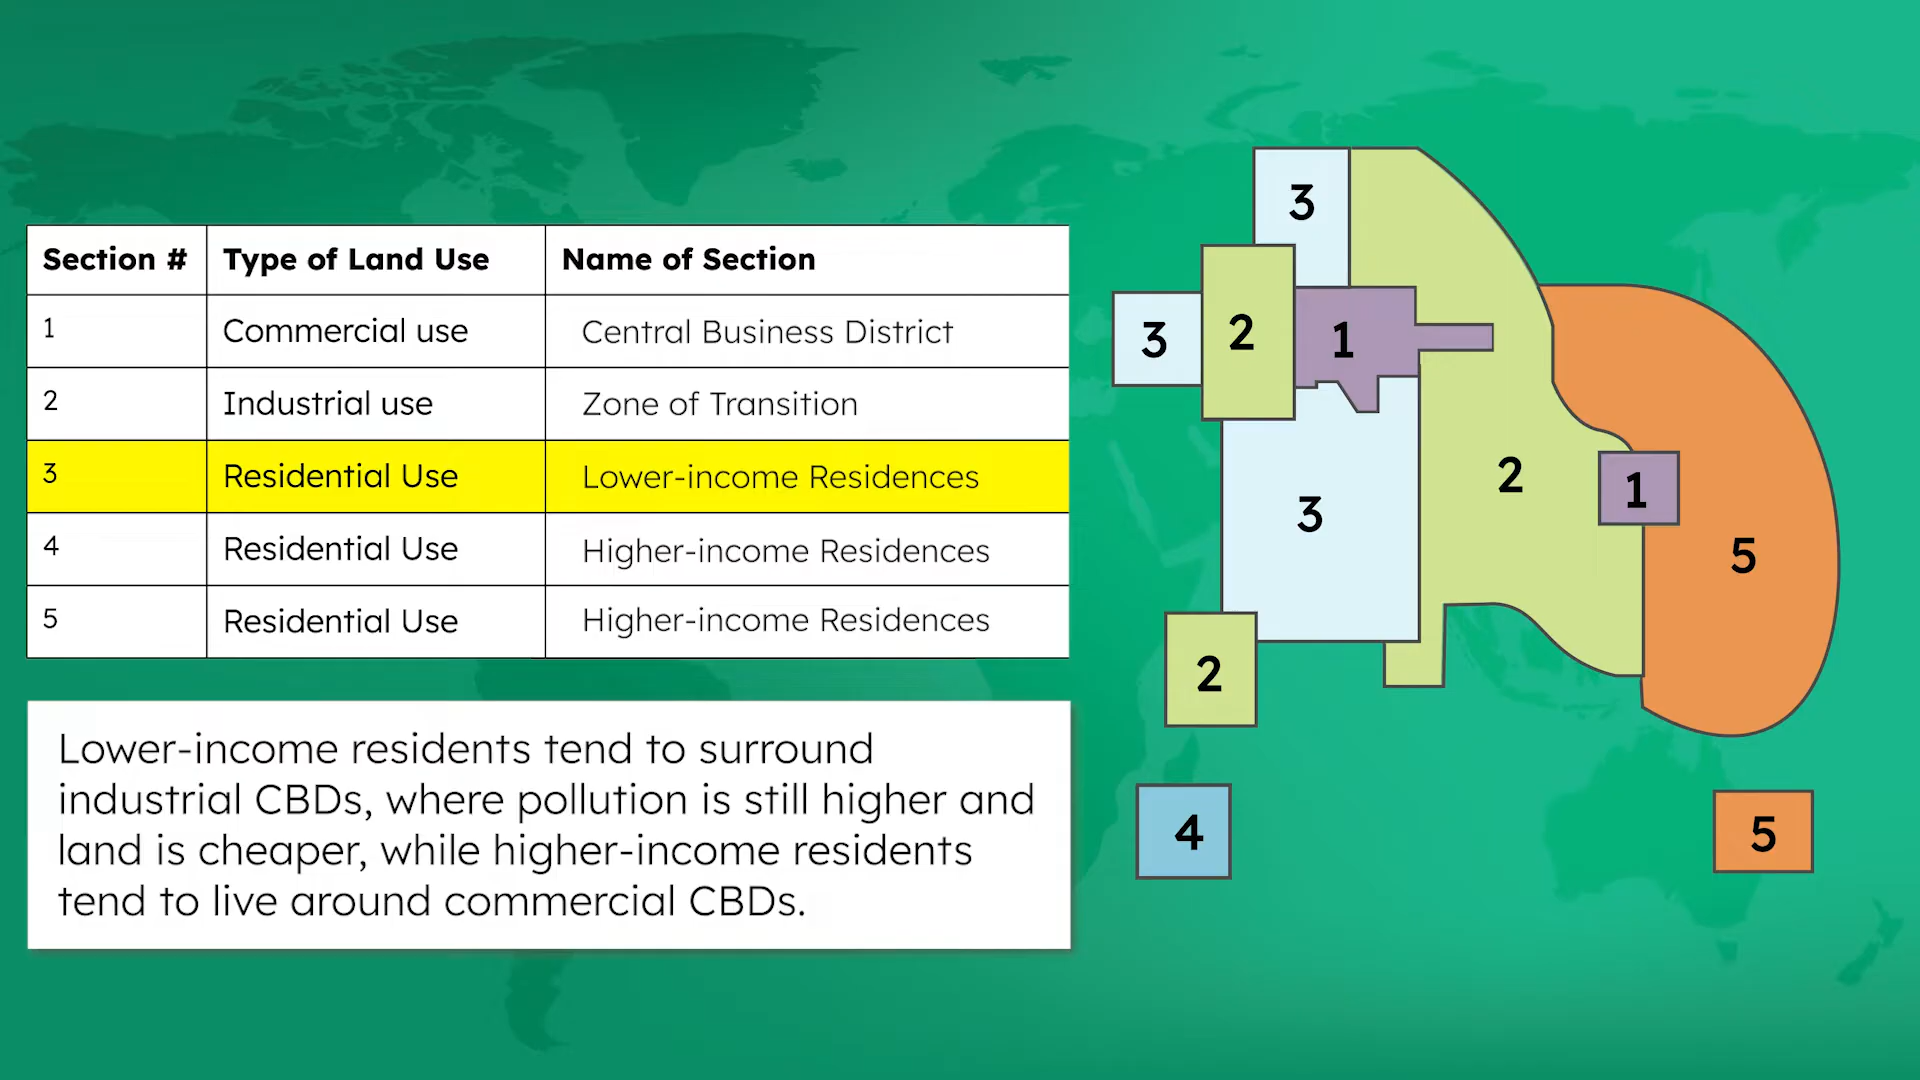 Section # Type of Land Use Name of Section
1 Commercial use Central Business District
2 Industrial use Zone of Transition
3 Residential Use Lower-income Residences
4 Residential Use Higher-income Residences
5 Residential Use Higher-income Residences
Lower-income residents tend to surround
industrial CBDs, where pollution is still higher and
land is cheaper, while higher-income residents
tend to live around commercial CBDs.
3
3 2 1
3 2 1
5
2
4 5